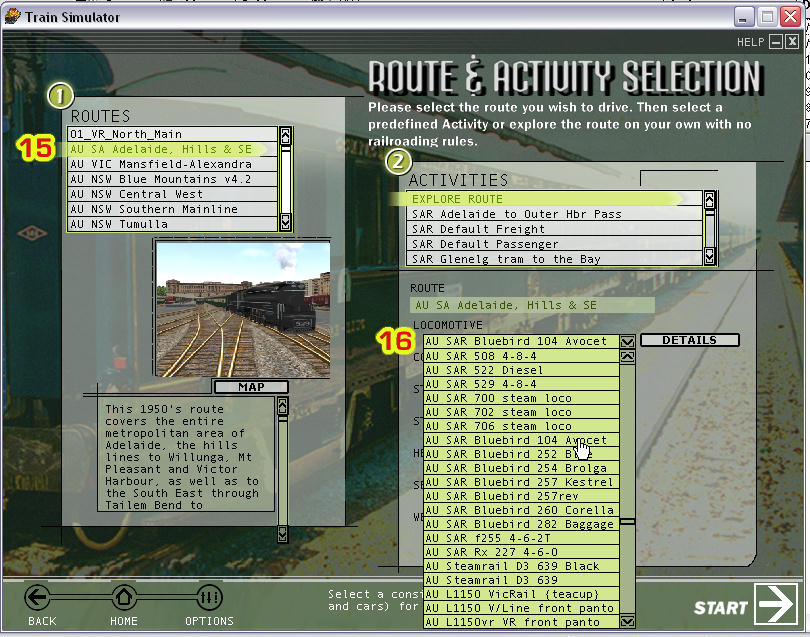 Train Simulator
HELP
ROUTE & ACTIVITY SELECTION
Please select the route you wish to drive. Then select a
predefined Activity or explore the route on your own with no
railroading rules.
1
ROUTES
01_VR_North_Main
15
AU SA Adelaide, Hills & SE
AU VIC Mansfield-Alexandra
AU NSW Blue Mountains v4.2
AU NSW Central West
AU NSW Southern Mainline
AU NSW Tumulla
MAP
This 1950's route
covers the entire
metropolitan area of
Adelaide, the hills
lines to Willunga, Mt
Pleasant and Victor
Harbour, as well as to
the South East through
Tailem Bend to
2
ACTIVITIES
EXPLORE ROUTE
SAR Adelaide to Outer Hbr Pass
SAR Default Freight
SAR Default Passenger
SAR Glenelg tram to the Bay
ROUTE
AU SA Adelaide, Hills & SE
LOCOMOTIVE
16
AU SAR Bluebird 104 Avocet
DETAILS
AU SAR 508 4-8-4
AU SAR 522 Diesel
AU SAR 529 4-8-4
AU SAR 700 steam loco
AU SAR 702 steam loco
AU SAR 706 steam loco
AU SAR Bluebird 104 Avocet
AU SAR Bluebird 252
AU SAR Bluebird 254 Brolga
AU SAR Bluebird 257 Kestrel
AU SAR Bluebird 257rev
AU SAR Bluebird 260 Corella
AU SAR Bluebird 282 Baggage
AU SAR f255 4-6-2T
AU SAR Rx 227 4-6-0
AU Steamrail D3 639 Black
AU Steamrail D3 639
AU L1150 VicRail {teacup}
AU L1150 V/Line front panto
AU L1150vr VR front panto
BACK
HOME
OPTIONS
Select a consi
and cars) for
START